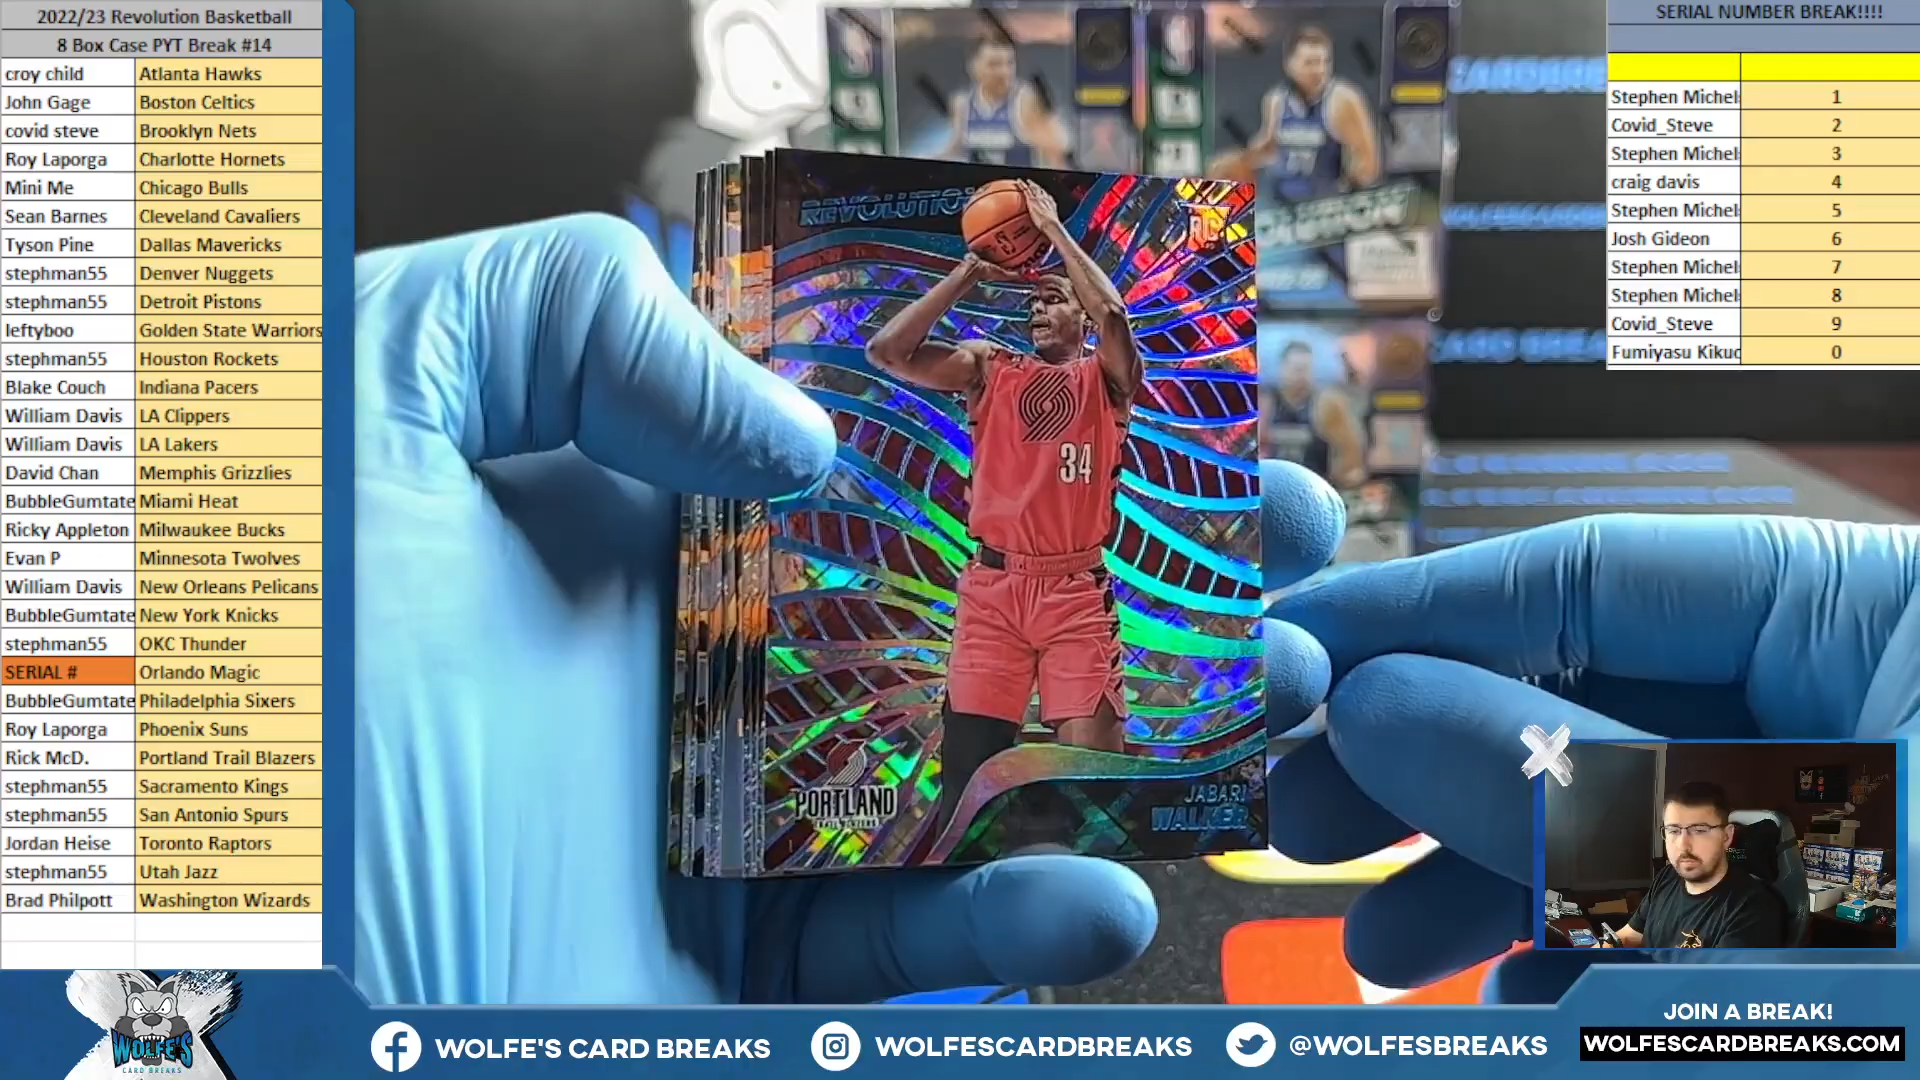 2022/23 Revolution Basketball
8 Box Case PYT Break #14
croy child Atlanta Hawks
John Gage Boston Celtics
covid steve Brooklyn Nets
Roy Laporga Charlotte Hornets
Mini Me Chicago Bulls
Sean Barnes Cleveland Cavaliers
Tyson Pine Dallas Mavericks
stephman55 Denver Nuggets
stephman55 Detroit Pistons
leftyboo Golden State Warriors
stephman55 Houston Rockets
Blake Couch Indiana Pacers
William Davis LA Clippers
William Davis LA Lakers
David Chan Memphis Grizzlies
BubbleGumtate Miami Heat
Ricky Appleton Milwaukee Bucks
Evan P Minnesota Twolves
William Davis New Orleans Pelicans
BubbleGumtate New York Knicks
stephman55 OKC Thunder
SERIAL # Orlando Magic
BubbleGumtate Philadelphia Sixers
Roy Laporga Phoenix Suns
Rick McD. Portland Trail Blazers
stephman55 Sacramento Kings
stephman55 San Antonio Spurs
Jordan Heise Toronto Raptors
stephman55 Utah Jazz
Brad Philpott Washington Wizards
REVOLUTION
RC
34
PORTLAND
TRAIL BLAZERS
JABARI
WALKER
SERIAL NUMBER BREAK!!!!
Stephen Michel 1
Covid_Steve 2
Stephen Michel 3
craig davis 4
Stephen Michel 5
Josh Gideon 6
Stephen Michel 7
Stephen Michel 8
Covid_Steve 9
Fumiyasu Kikuc 0
WOLFE'S
CARD BREAKS
WOLFE'S CARD BREAKS
WOLFESCARDBREAKS
@WOLFESBREAKS
JOIN A BREAK!
WOLFESCARDBREAKS.COM